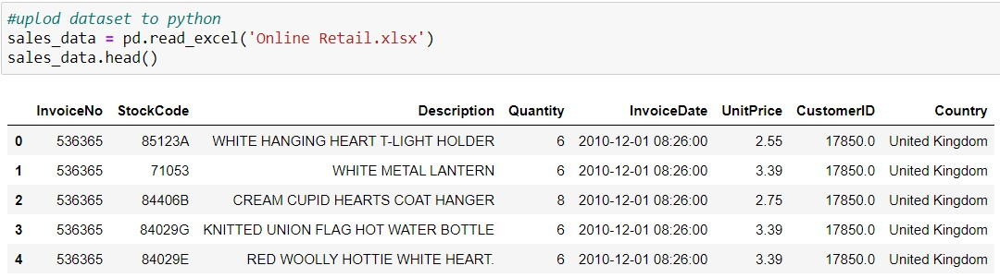 #uplod dataset to python
sales_data = pd.read_excel('Online Retail.xlsx')
sales_data.head()
InvoiceNo StockCode Description Quantity InvoiceDate UnitPrice CustomerID Country
0 536365 85123A WHITE HANGING HEART T-LIGHT HOLDER 6 2010-12-01 08:26:00 2.55 17850.0 United Kingdom
1 536365 71053 WHITE METAL LANTERN 6 2010-12-01 08:26:00 3.39 17850.0 United Kingdom
2 536365 84406B CREAM CUPID HEARTS COAT HANGER 8 2010-12-01 08:26:00 2.75 17850.0 United Kingdom
3 536365 84029G KNITTED UNION FLAG HOT WATER BOTTLE 6 2010-12-01 08:26:00 3.39 17850.0 United Kingdom
4 536365 84029E RED WOOLLY HOTTIE WHITE HEART. 6 2010-12-01 08:26:00 3.39 17850.0 United Kingdom